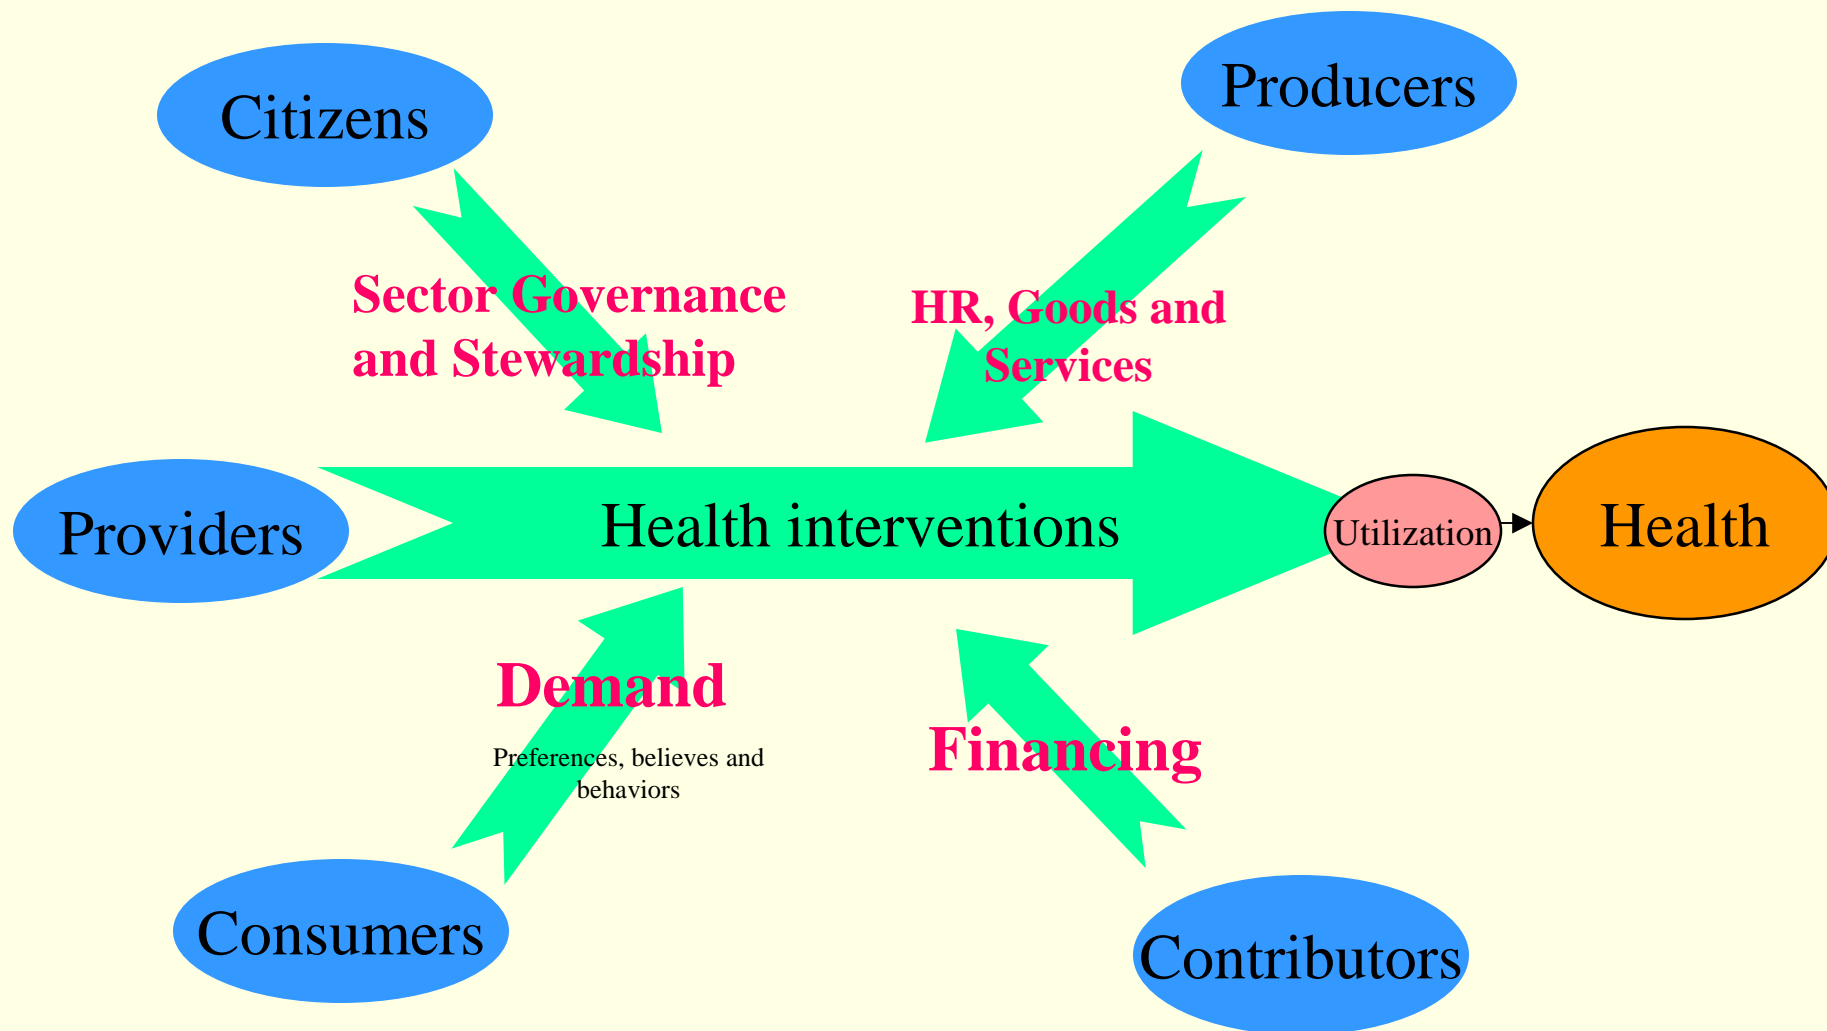 Citizens
Producers
Sector Governance
and Stewardship
HR, Goods and
Services
Providers
Health interventions
Utilization
Health
Demand
Preferences, believes and
behaviors
Financing
Consumers
Contributors